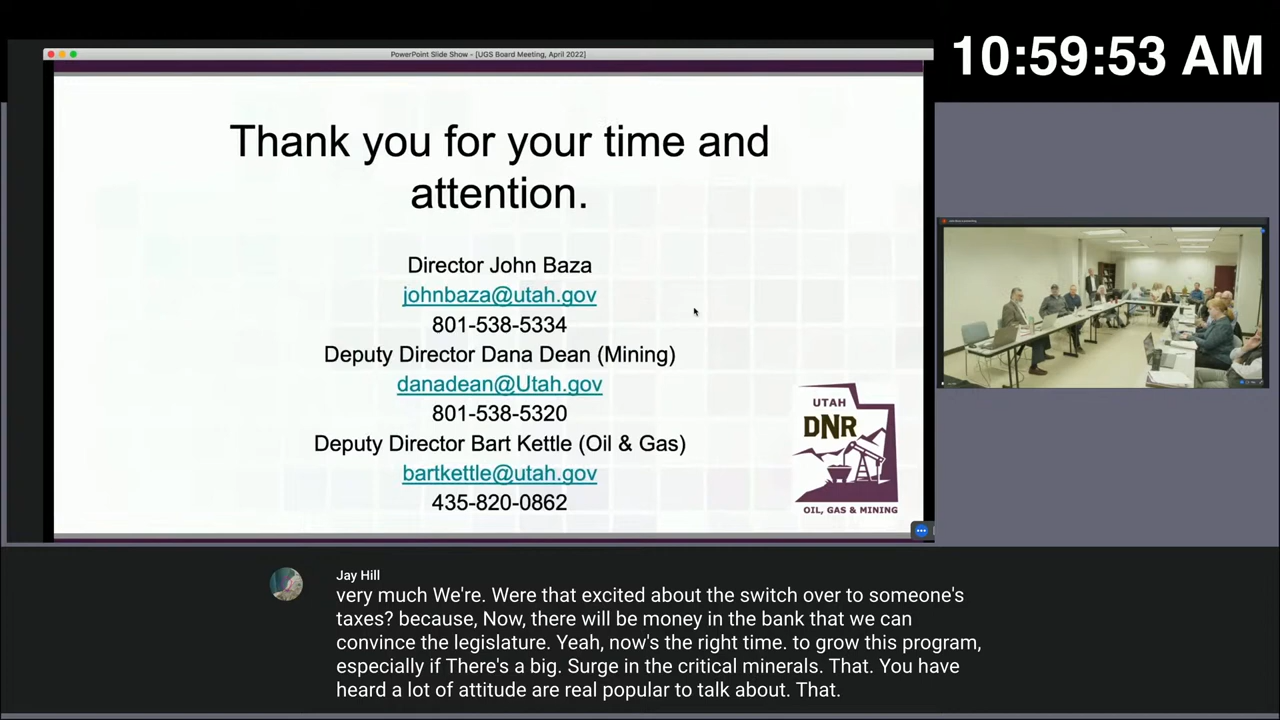 10:59:53 AM
PowerPoint Slide Show - [UGS Board Meeting, April 2022]
Thank you for your time and
attention.
Director John Baza
johnbaza@utah.gov
801-538-5334
Deputy Director Dana Dean (Mining)
danadean@Utah.gov
801-538-5320
Deputy Director Bart Kettle (Oil & Gas)
bartkettle@utah.gov
435-820-0862
UTAH
DNR
OIL, GAS & MINING
Jay Hill
very much We're. Were that excited about the switch over to someone's
taxes? because, Now, there will be money in the bank that we can
convince the legislature. Yeah, now's the right time. to grow this program,
especially if There's a big. Surge in the critical minerals. That. You have
heard a lot of attitude are real popular to talk about. That.